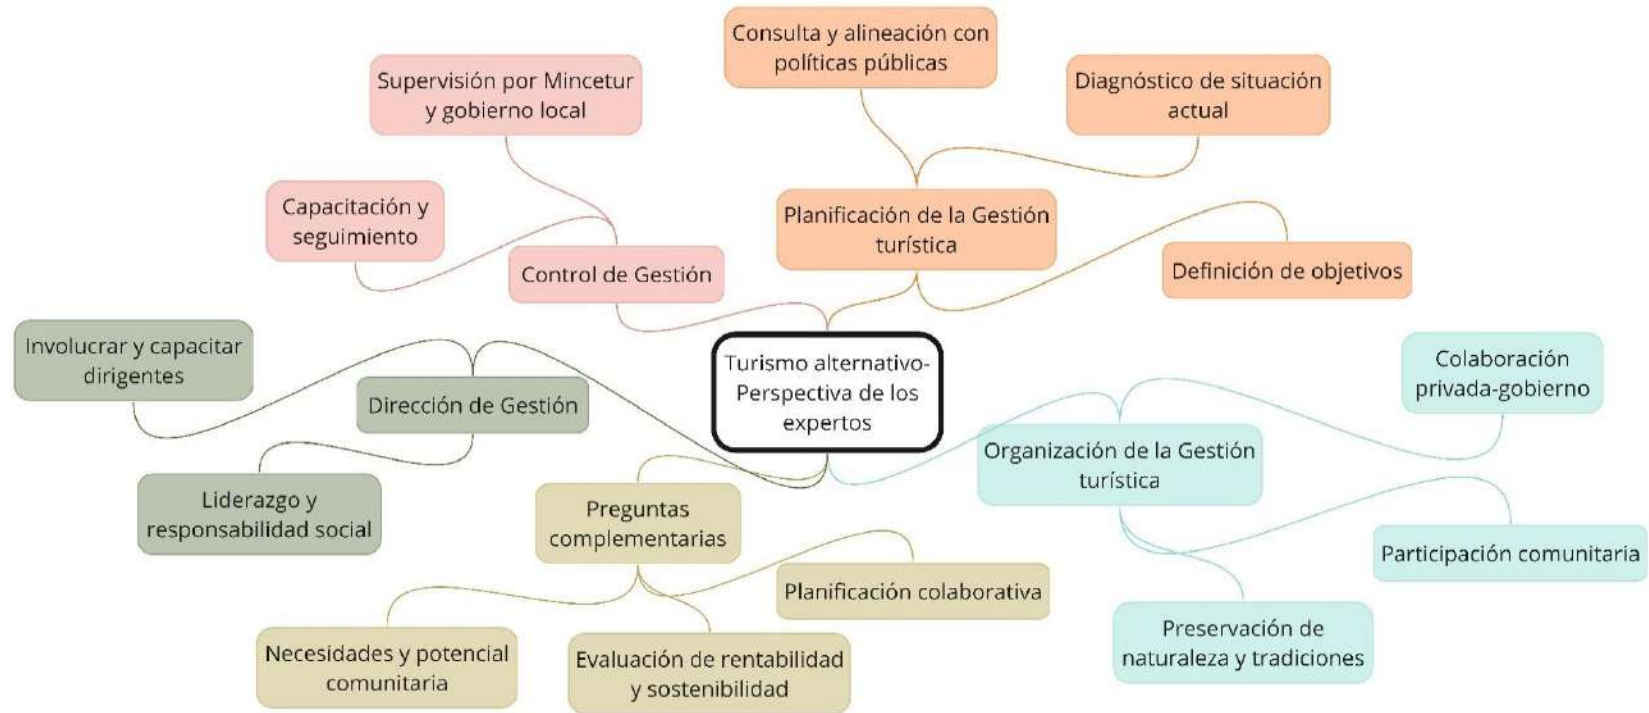 Consulta y alineación con
políticas públicas
Supervisión por Mincetur
y gobierno local
Diagnóstico de situación
actual
Capacitación y
seguimiento
Planificación de la Gestión
turística
Control de Gestión
Definición de objetivos
Involucrar y capacitar
dirigentes
Turismo alternativo-
Perspectiva de los
expertos
Colaboración
privada-gobierno
Dirección de Gestión
Organización de la Gestión
turística
Liderazgo y
responsabilidad social
Preguntas
complementarias
Participación comunitaria
Planificación colaborativa
Necesidades y potencial
comunitaria
Evaluación de rentabilidad
y sostenibilidad
Preservación de
naturaleza y tradiciones